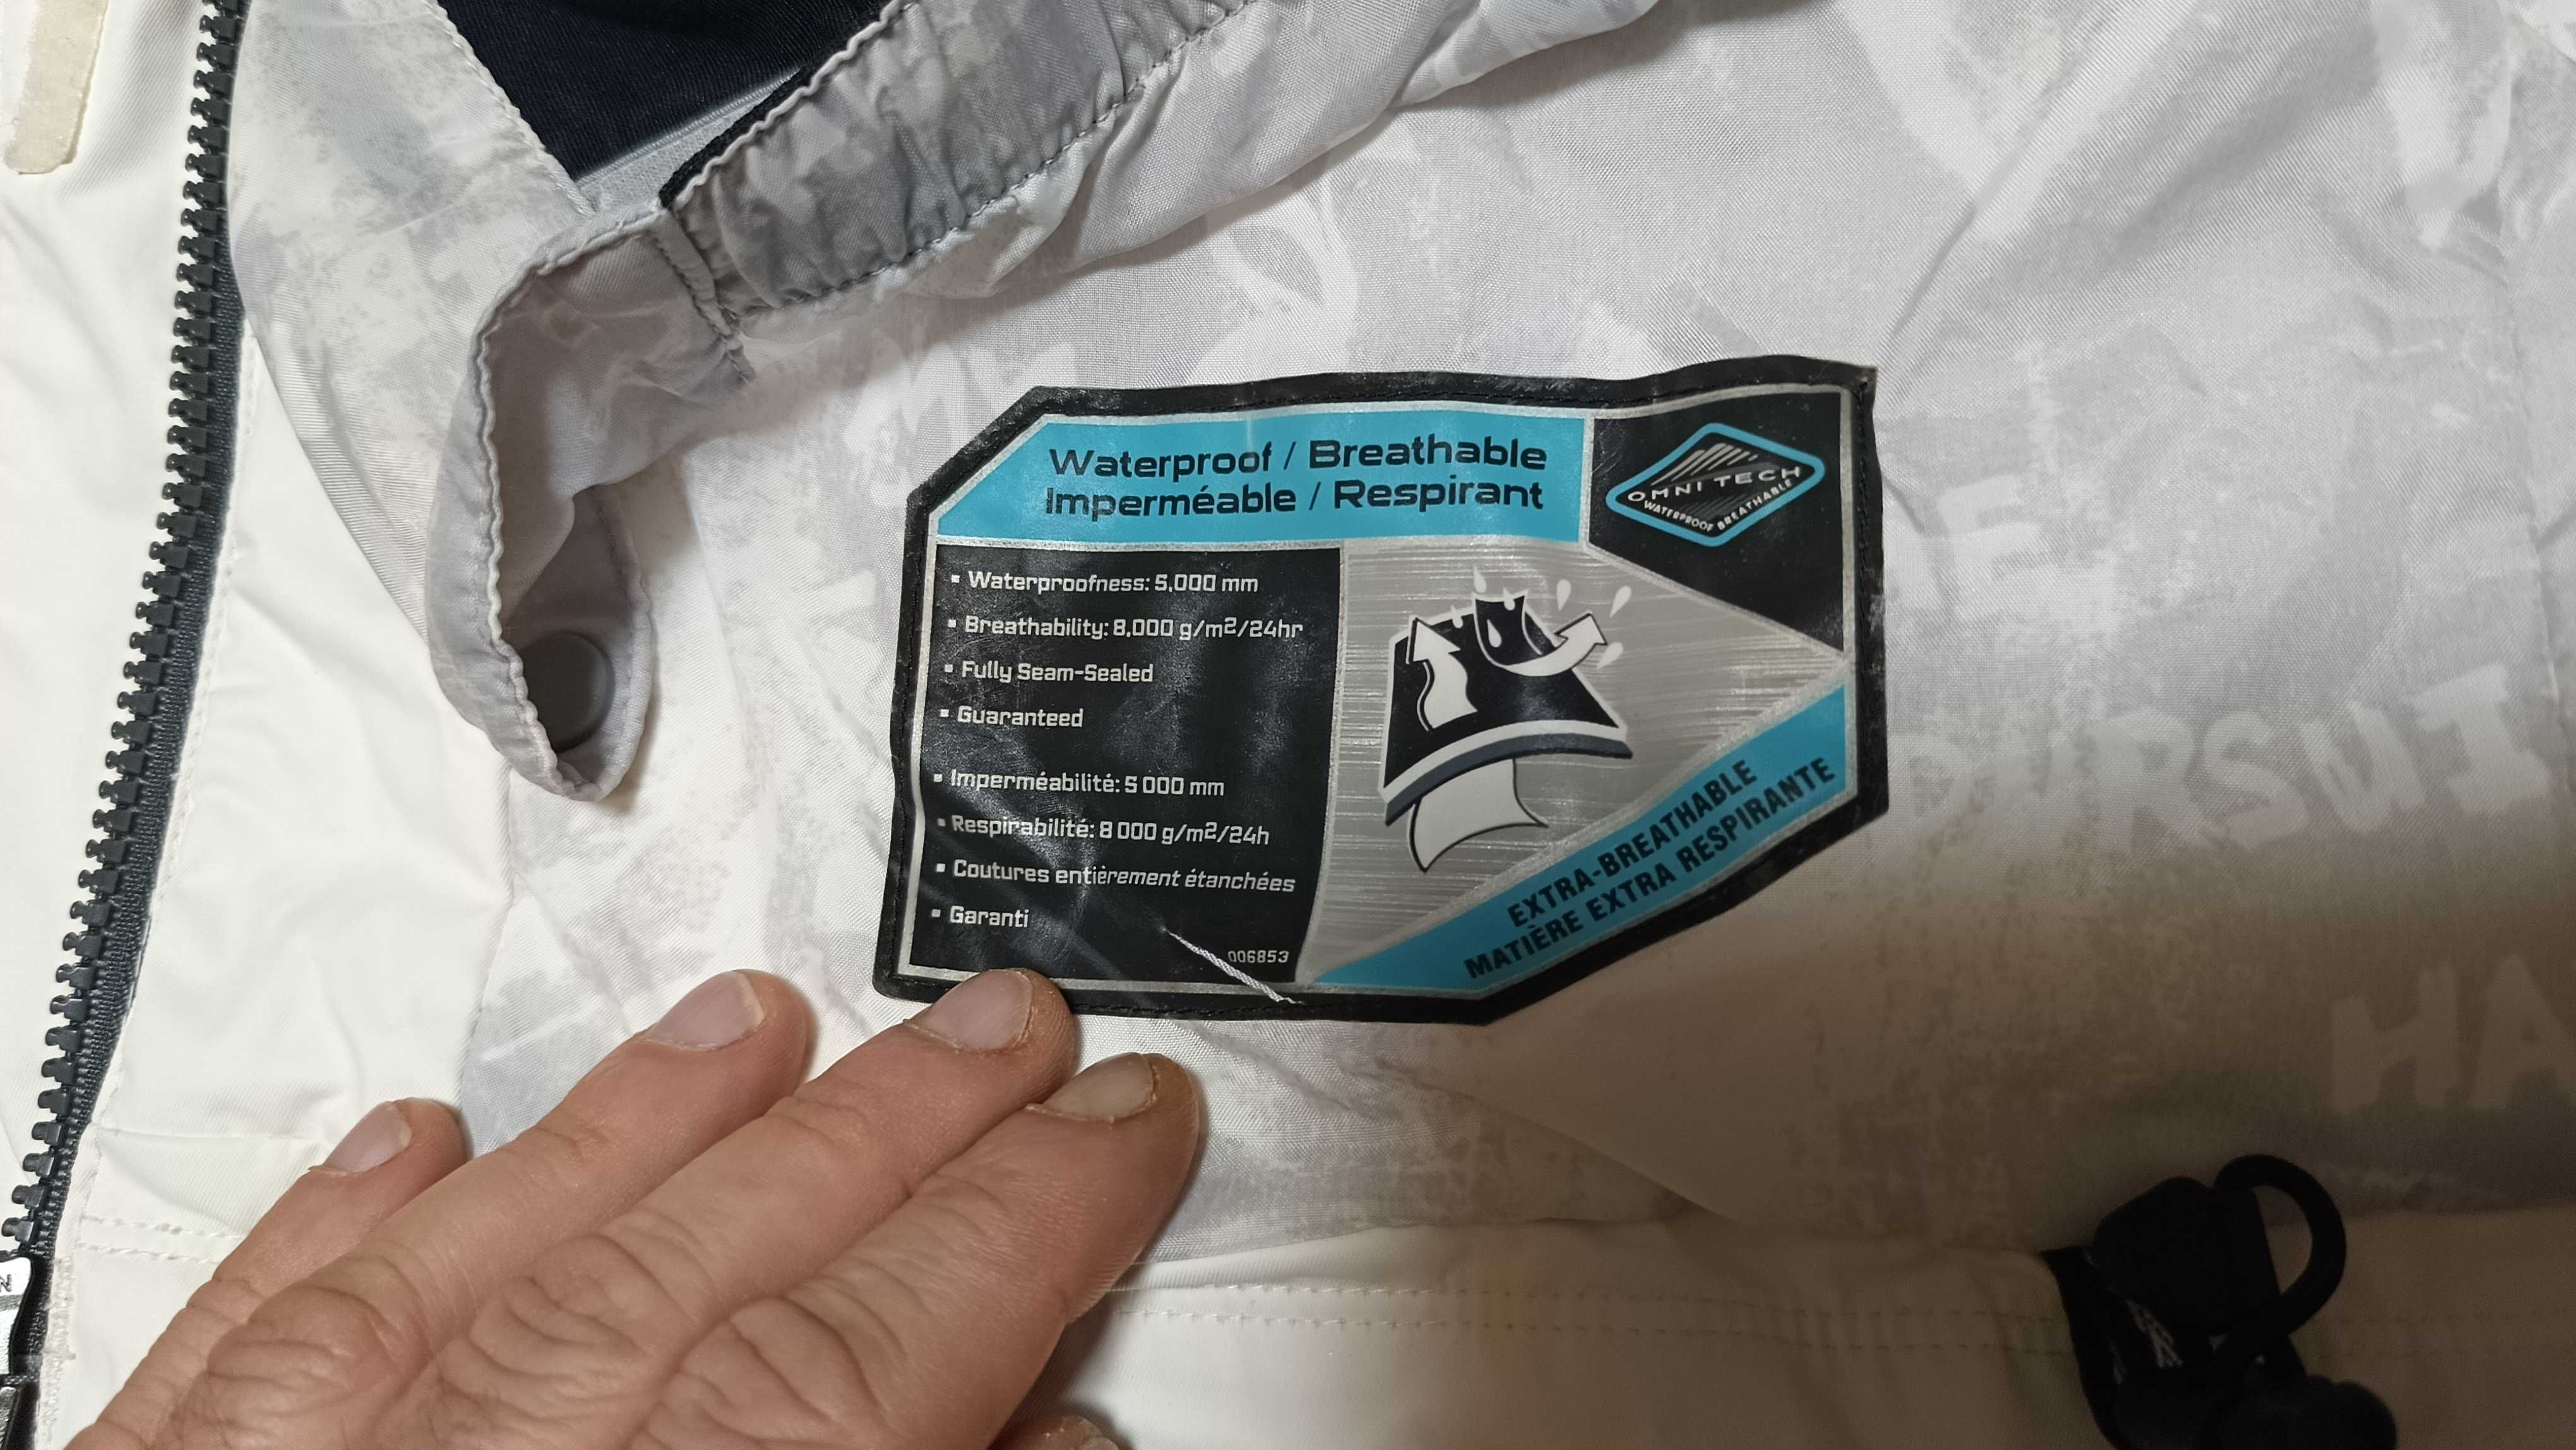 Waterproof / Breathable
Imperméable / Respirant
OMNI TECH
WATERPROOF BREATHABLE
▪ Waterproofness: 5,000 mm
▪ Breathability: 8,000 g/m²/24hr
▪ Fully Seam-Sealed
▪ Guaranteed
▪ Imperméabilité: 5 000 mm
▪ Respirabilité: 8 000 g/m²/24h
▪ Coutures entièrement étanchées
▪ Garanti
006853
EXTRA-BREATHABLE
MATIÈRE EXTRA RESPIRANTE
HA